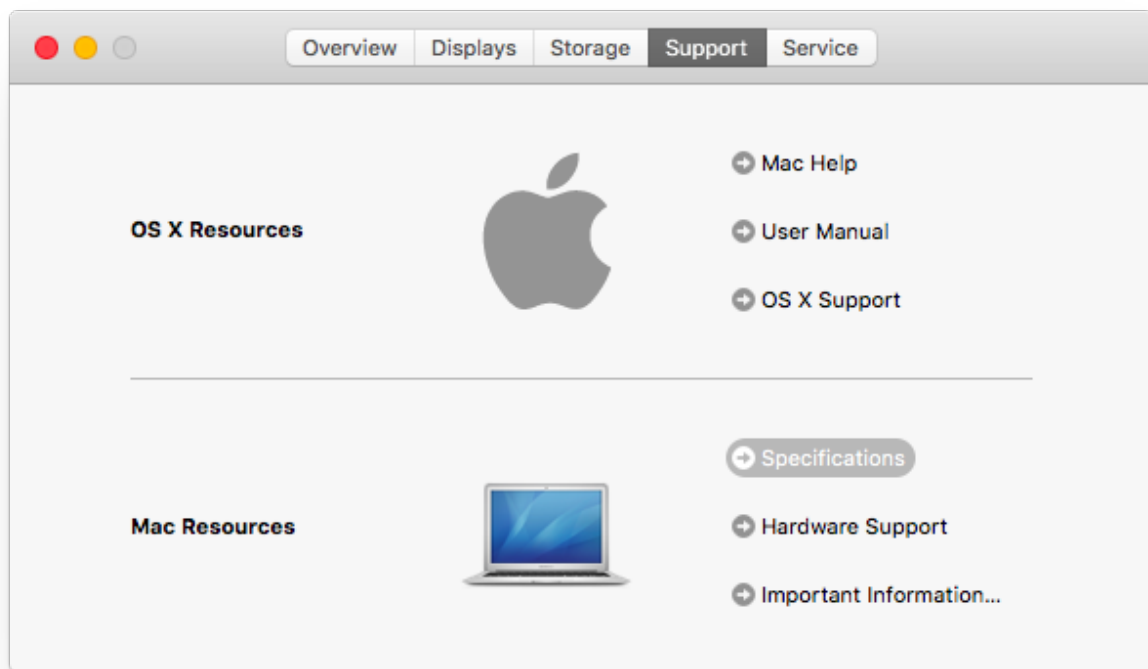 Overview Displays Storage Support Service
OS X Resources
Mac Help
User Manual
OS X Support
Mac Resources
Specifications
Hardware Support
Important Information...